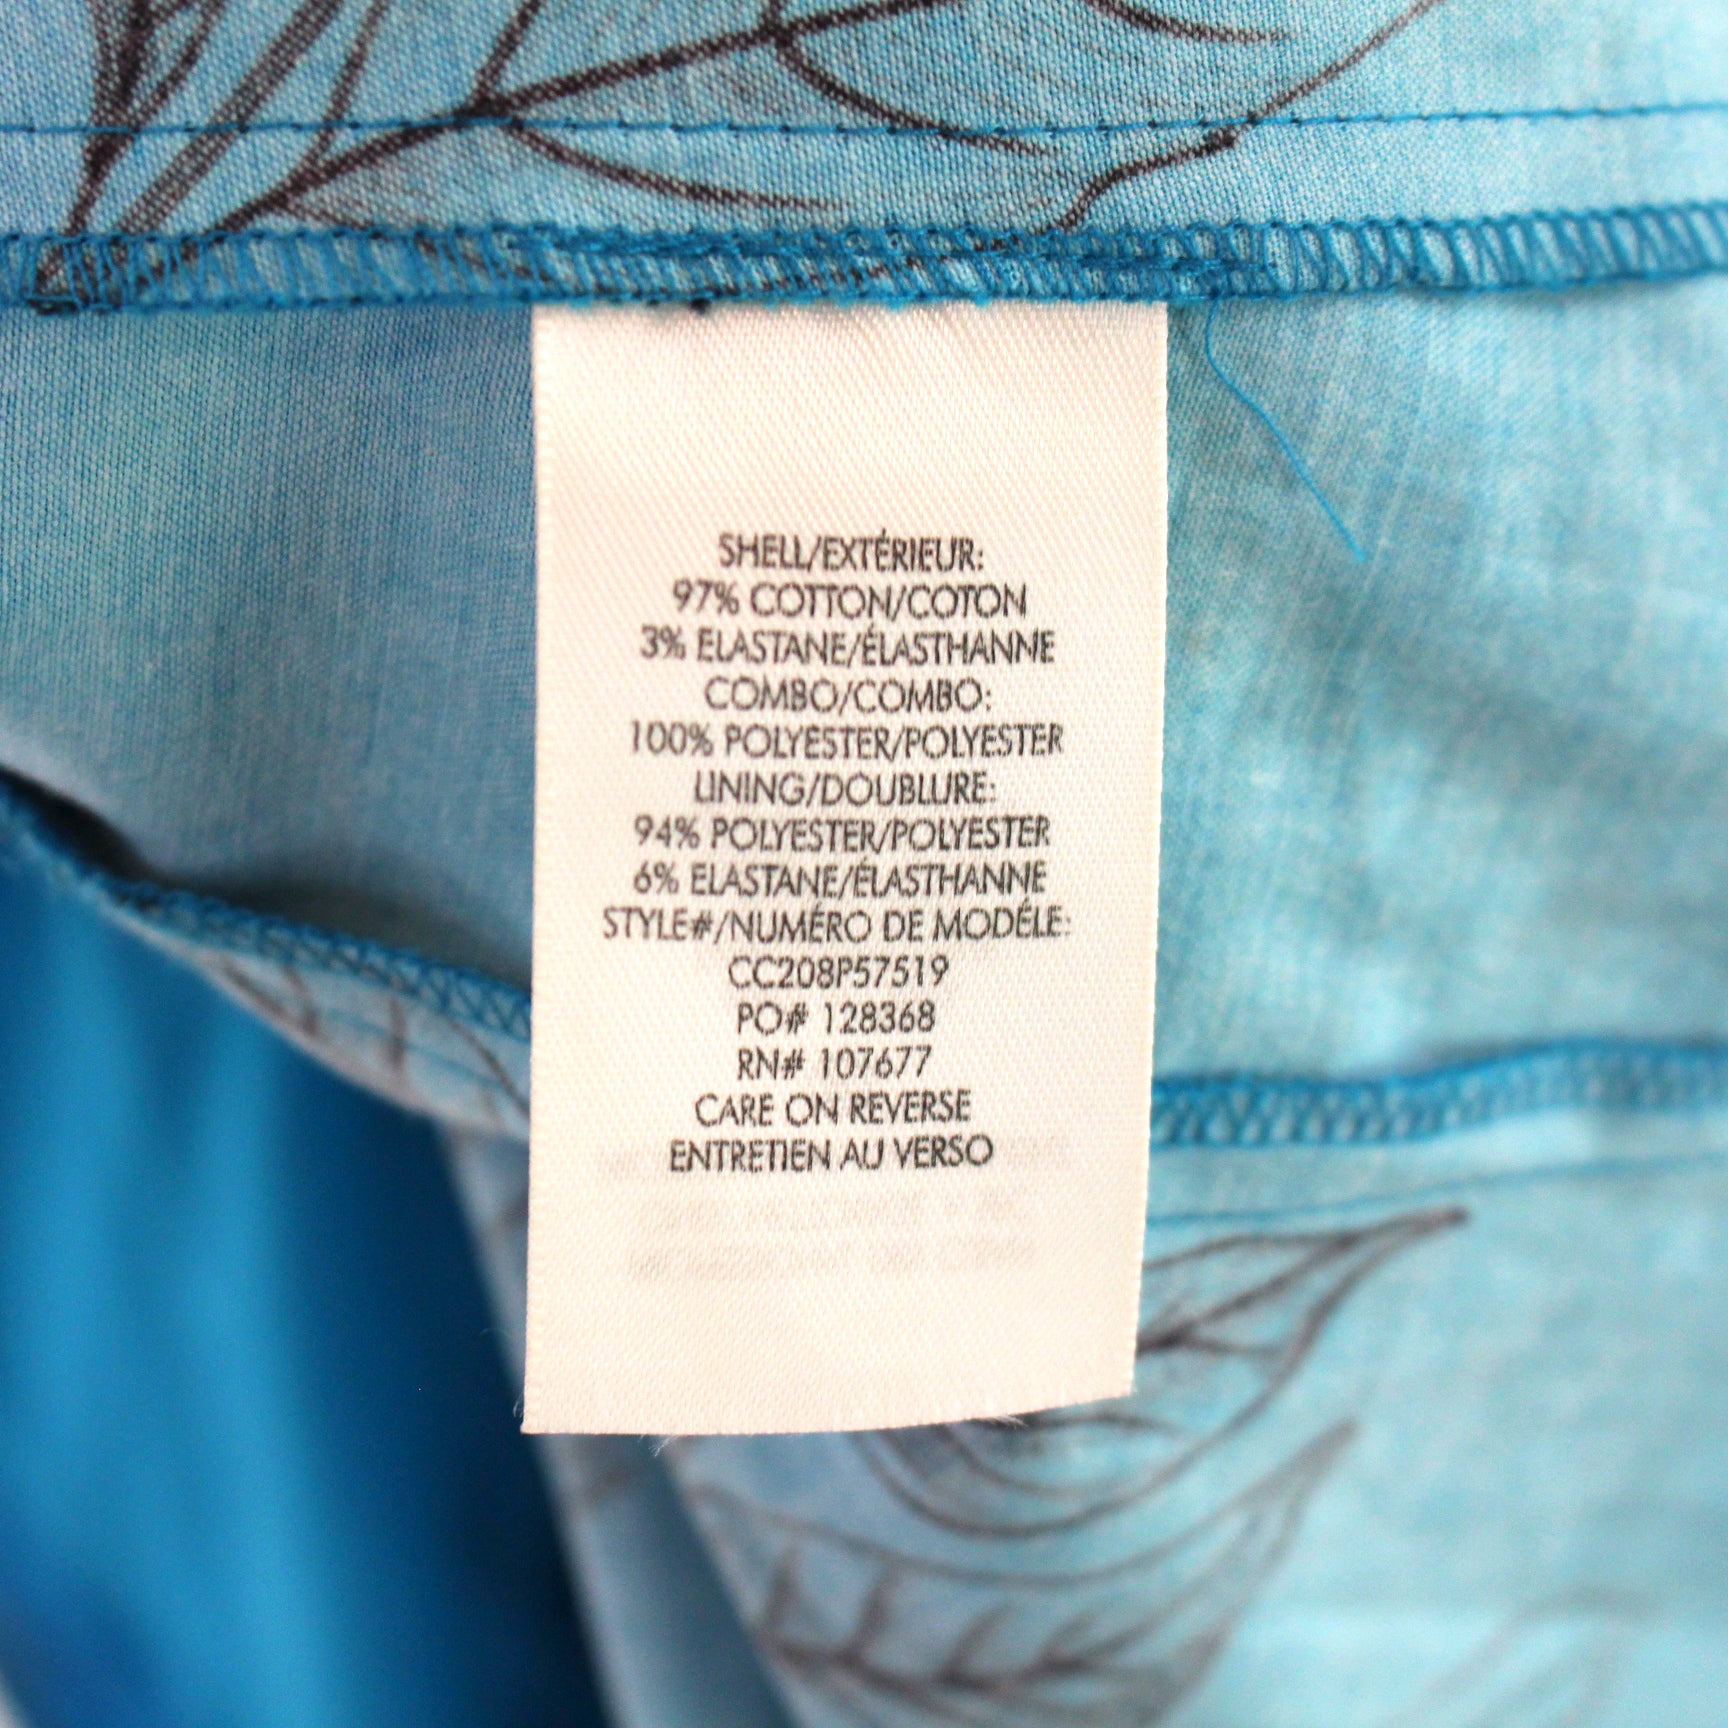 SHELL/EXTÉRIEUR:
97% COTTON/COTON
3% ELASTANE/ÉLASTHANNE
COMBO/COMBO:
100% POLYESTER/POLYESTER
LINING/DOUBLURE:
94% POLYESTER/POLYESTER
6% ELASTANE/ÉLASTHANNE
STYLE#/NUMÉRO DE MODÉLE:
CC208P57519
PO# 128368
RN# 107677
CARE ON REVERSE
ENTRETIEN AU VERSO